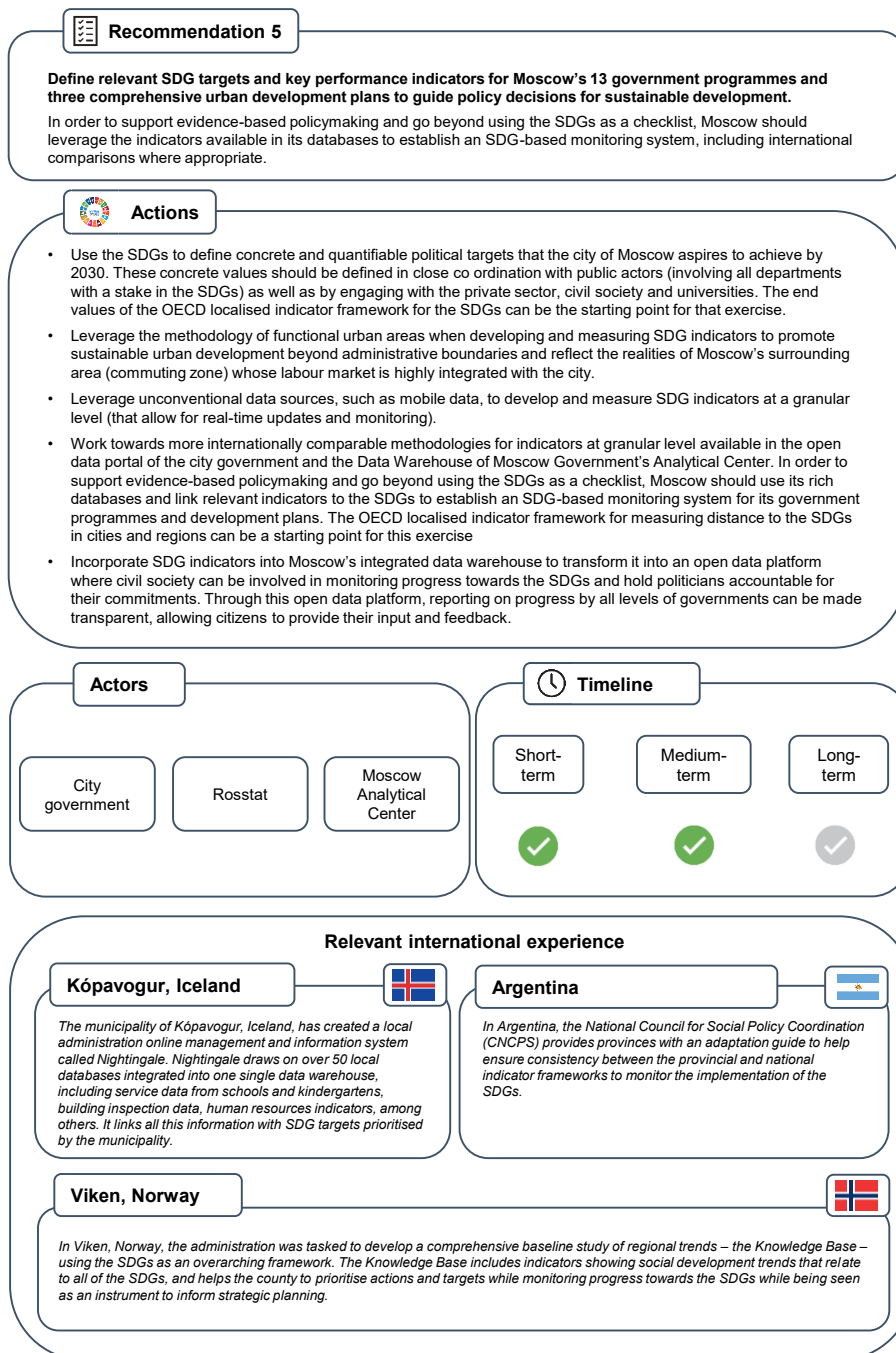 Recommendation 5
Define relevant SDG targets and key performance indicators for Moscow's 13 government programmes and
three comprehensive urban development plans to guide policy decisions for sustainable development.
In order to support evidence-based policymaking and go beyond using the SDGs as a checklist, Moscow should
leverage the indicators available in its databases to establish an SDG-based monitoring system, including international
comparisons where appropriate.
Actions
• Use the SDGs to define concrete and quantifiable political targets that the city of Moscow aspires to achieve by
2030. These concrete values should be defined in close co ordination with public actors (involving all departments
with a stake in the SDGs) as well as by engaging with the private sector, civil society and universities. The end
values of the OECD localised indicator framework for the SDGs can be the starting point for that exercise.
• Leverage the methodology of functional urban areas when developing and measuring SDG indicators to promote
sustainable urban development beyond administrative boundaries and reflect the realities of Moscow's surrounding
area (commuting zone) whose labour market is highly integrated with the city.
• Leverage unconventional data sources, such as mobile data, to develop and measure SDG indicators at a granular
level (that allow for real-time updates and monitoring).
• Work towards more internationally comparable methodologies for indicators at granular level available in the open
data portal of the city government and the Data Warehouse of Moscow Government's Analytical Center. In order to
support evidence-based policymaking and go beyond using the SDGs as a checklist, Moscow should use its rich
databases and link relevant indicators to the SDGs to establish an SDG-based monitoring system for its government
programmes and development plans. The OECD localised indicator framework for measuring distance to the SDGs
in cities and regions can be a starting point for this exercise
• Incorporate SDG indicators into Moscow's integrated data warehouse to transform it into an open data platform
where civil society can be involved in monitoring progress towards the SDGs and hold politicians accountable for
their commitments. Through this open data platform, reporting on progress by all levels of governments can be made
transparent, allowing citizens to provide their input and feedback.
Actors
City
government
Rosstat
Moscow
Analytical
Center
Timeline
Short-
term
Medium-
term
Long-
term
Relevant international experience
Kópavogur, Iceland
The municipality of Kópavogur, Iceland, has created a local
administration online management and information system
called Nightingale. Nightingale draws on over 50 local
databases integrated into one single data warehouse,
including service data from schools and kindergartens,
building inspection data, human resources indicators, among
others. It links all this information with SDG targets prioritised
by the municipality.
Argentina
In Argentina, the National Council for Social Policy Coordination
(CNCPS) provides provinces with an adaptation guide to help
ensure consistency between the provincial and national
indicator frameworks to monitor the implementation of the
SDGs.
Viken, Norway
In Viken, Norway, the administration was tasked to develop a comprehensive baseline study of regional trends – the Knowledge Base –
using the SDGs as an overarching framework. The Knowledge Base includes indicators showing social development trends that relate
to all of the SDGs, and helps the county to prioritise actions and targets while monitoring progress towards the SDGs while being seen
as an instrument to inform strategic planning.